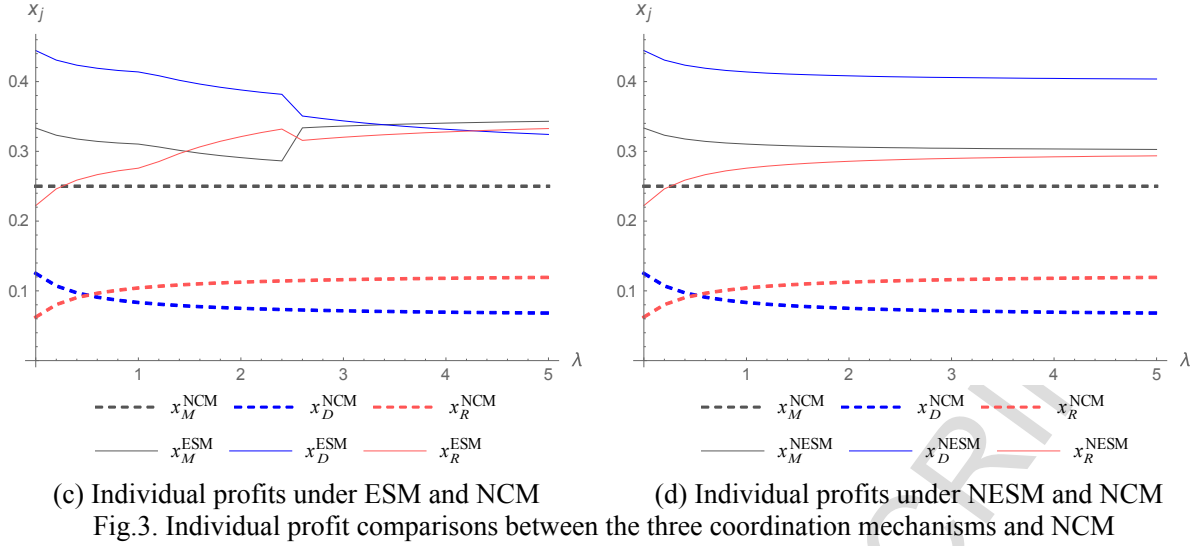 x_j x_j
0.4 0.4
0.3 0.3
0.2 0.2
0.1 0.1
1 2 3 4 5 λ 1 2 3 4 5 λ
x_M^NCM x_D^NCM x_R^NCM x_M^NCM x_D^NCM x_R^NCM
x_M^ESM x_D^ESM x_R^ESM x_M^NESM x_D^NESM x_R^NESM
(c) Individual profits under ESM and NCM (d) Individual profits under NESM and NCM
Fig.3. Individual profit comparisons between the three coordination mechanisms and NCM